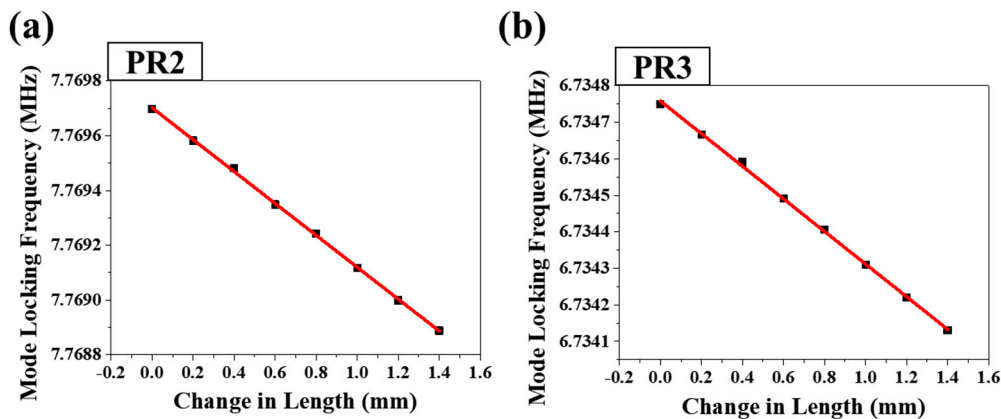 (a)
PR2
Mode Locking Frequency (MHz)
7.7698
7.7696
7.7694
7.7692
7.7690
7.7688
-0.2 0.0 0.2 0.4 0.6 0.8 1.0 1.2 1.4 1.6
Change in Length (mm)
(b)
PR3
Mode Locking Frequency (MHz)
6.7348
6.7347
6.7346
6.7345
6.7344
6.7343
6.7342
6.7341
-0.2 0.0 0.2 0.4 0.6 0.8 1.0 1.2 1.4 1.6
Change in Length (mm)